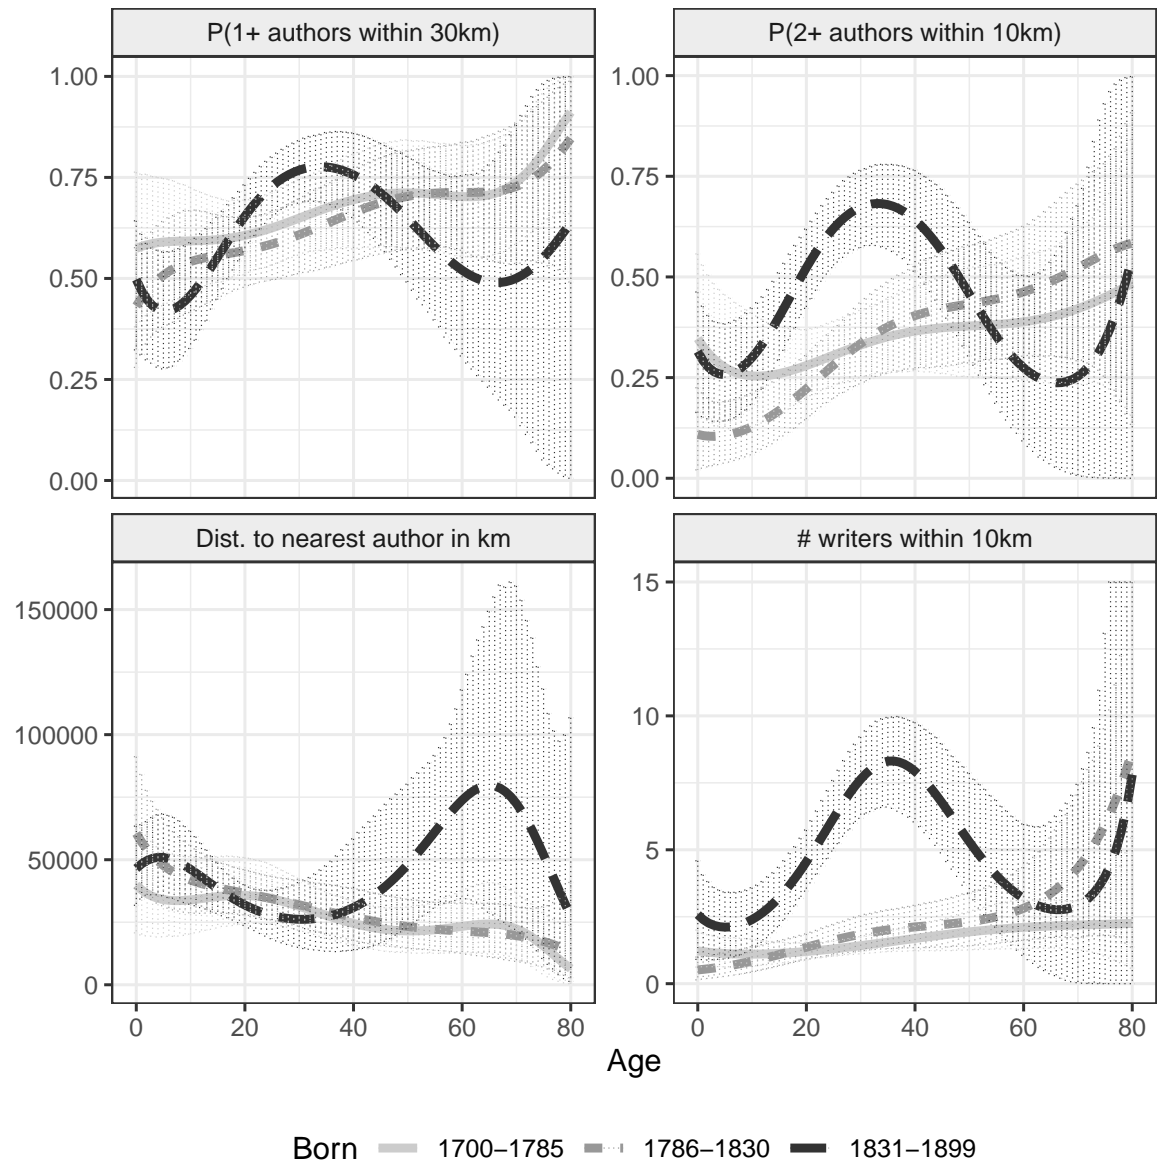 P(1+ authors within 30km)
P(2+ authors within 10km)
1.00
0.75
0.50
0.25
0.00
1.00
0.75
0.50
0.25
0.00
Dist. to nearest author in km
# writers within 10km
150000
100000
50000
0
15
10
5
0
0 20 40 60 80
0 20 40 60 80
Age
Born 1700–1785 1786–1830 1831–1899